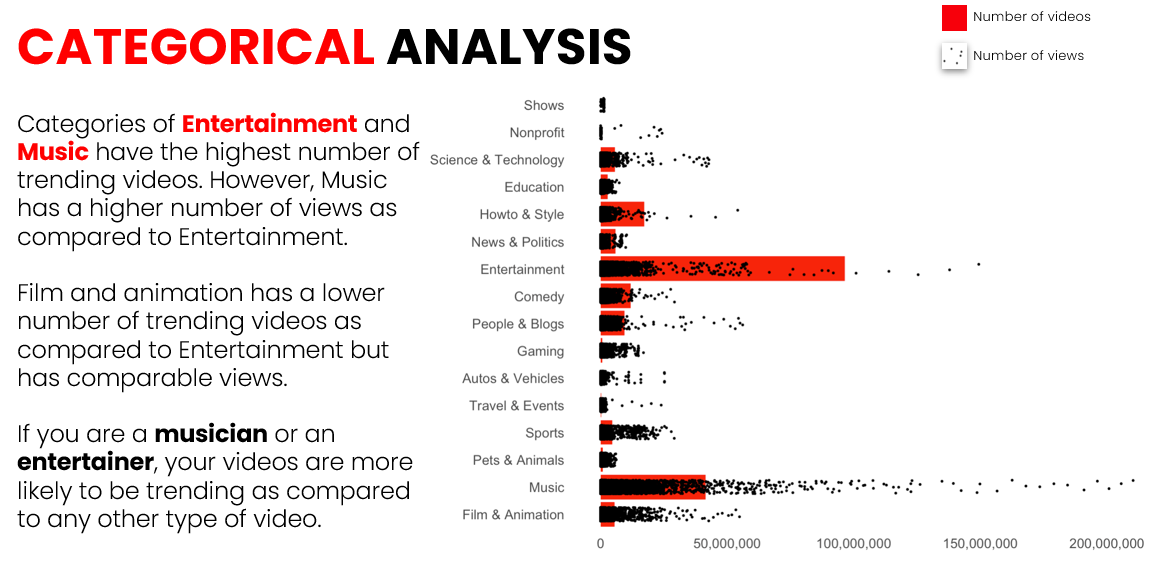 CATEGORICAL ANALYSIS
Number of videos
Number of views
Categories of Entertainment and
Music have the highest number of
trending videos. However, Music
has a higher number of views as
compared to Entertainment.
Film and animation has a lower
number of trending videos as
compared to Entertainment but
has comparable views.
If you are a musician or an
entertainer, your videos are more
likely to be trending as compared
to any other type of video.
Shows
Nonprofit
Science & Technology
Education
Howto & Style
News & Politics
Entertainment
Comedy
People & Blogs
Gaming
Autos & Vehicles
Travel & Events
Sports
Pets & Animals
Music
Film & Animation
0 50,000,000 100,000,000 150,000,000 200,000,000